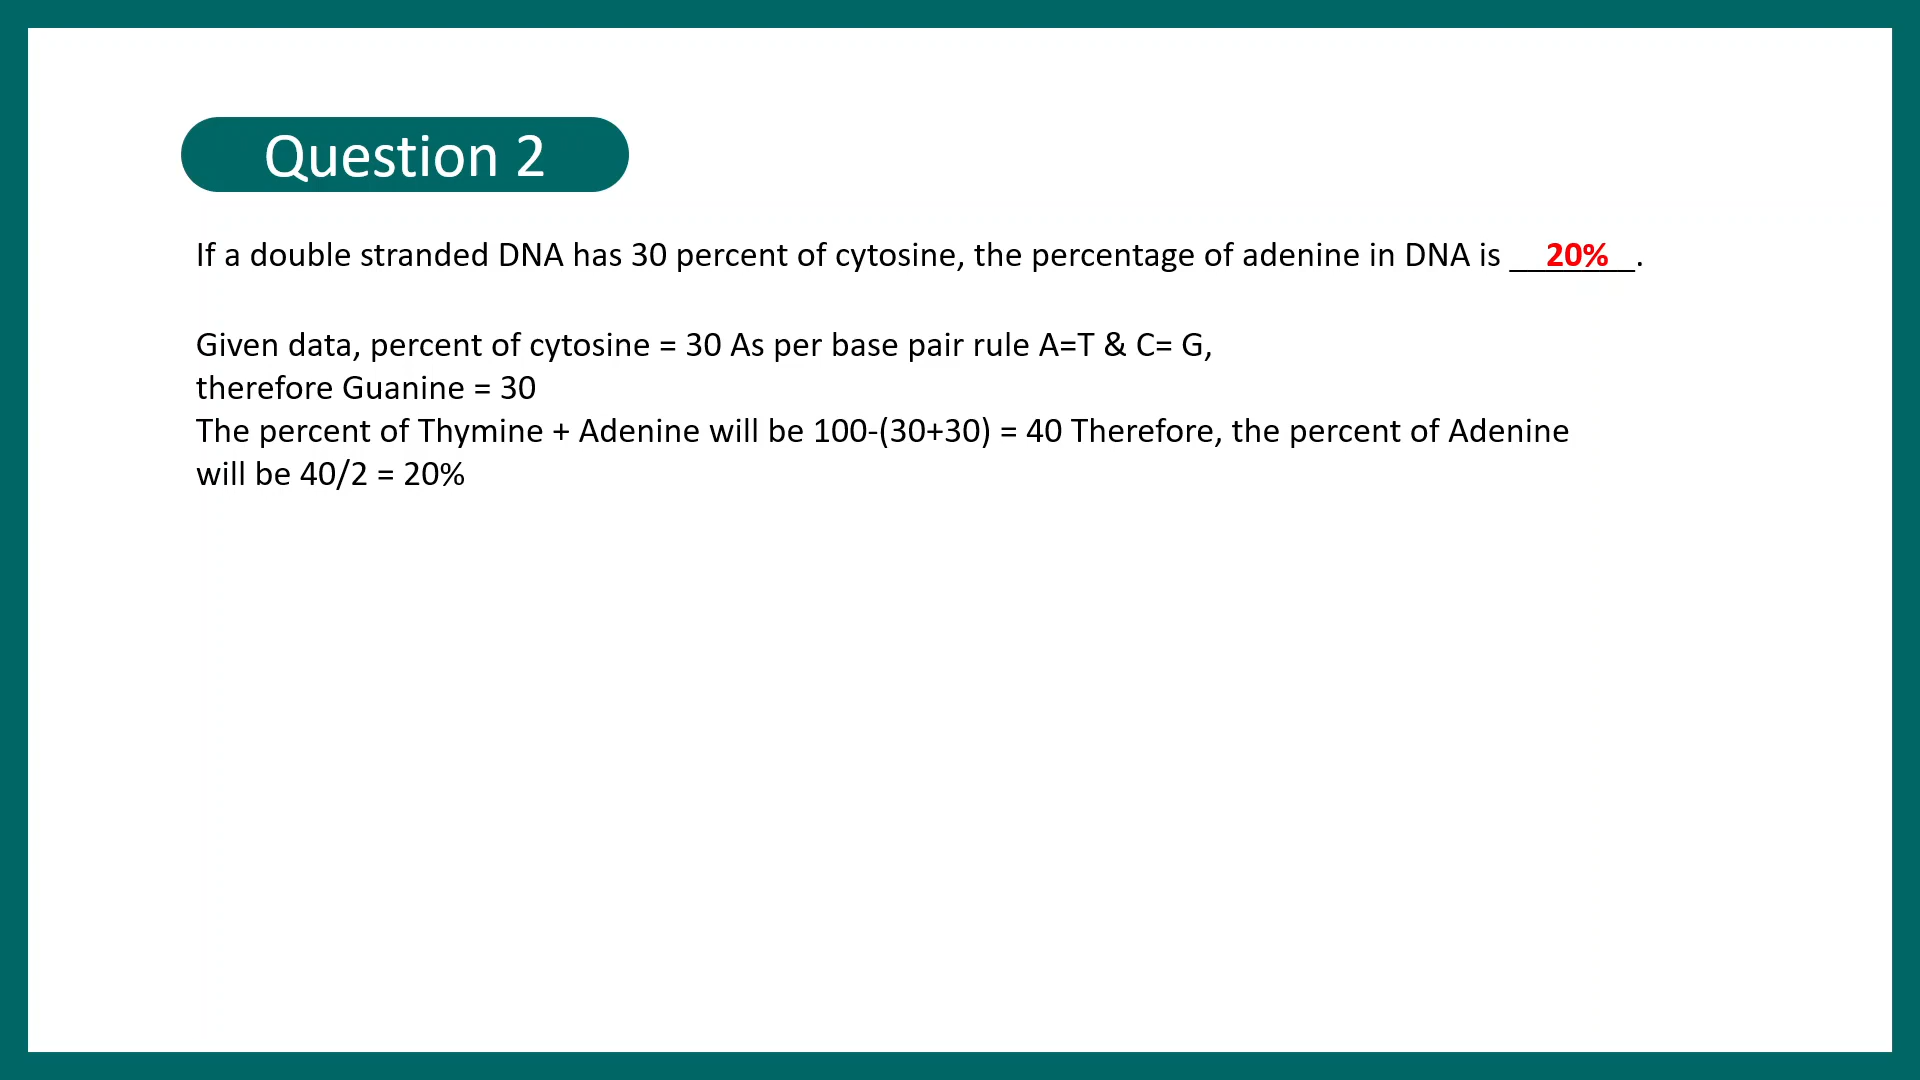 Question 2
If a double stranded DNA has 30 percent of cytosine, the percentage of adenine in DNA is __20%__.
Given data, percent of cytosine = 30 As per base pair rule A=T & C= G,
therefore Guanine = 30
The percent of Thymine + Adenine will be 100-(30+30) = 40 Therefore, the percent of Adenine
will be 40/2 = 20%